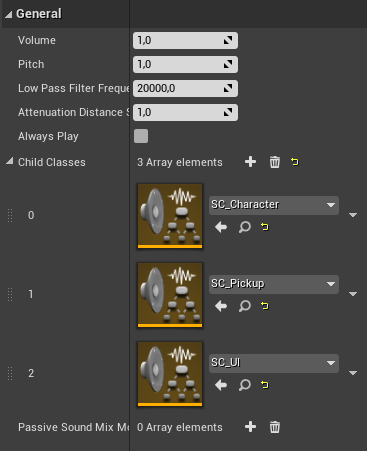 General
Volume 1,0
Pitch 1,0
Low Pass Filter Freque 20000,0
Attenuation Distance S 1,0
Always Play
Child Classes 3 Array elements
0 SC_Character
1 SC_Pickup
2 SC_UI
Passive Sound Mix Mo 0 Array elements